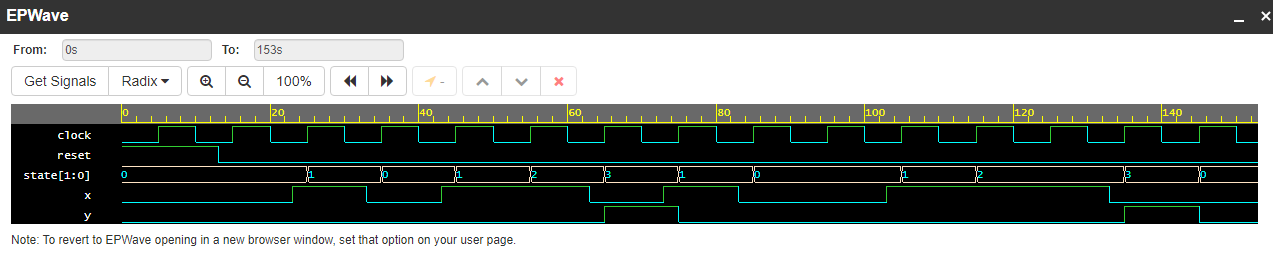 EPWave
From: 0s To: 153s
Get Signals Radix 100% -
0 20 40 60 80 100 120 140
clock
reset
state[1:0] 0 1 0 1 2 3 1 0 1 2 3 0
x
y
Note: To revert to EPWave opening in a new browser window, set that option on your user page.